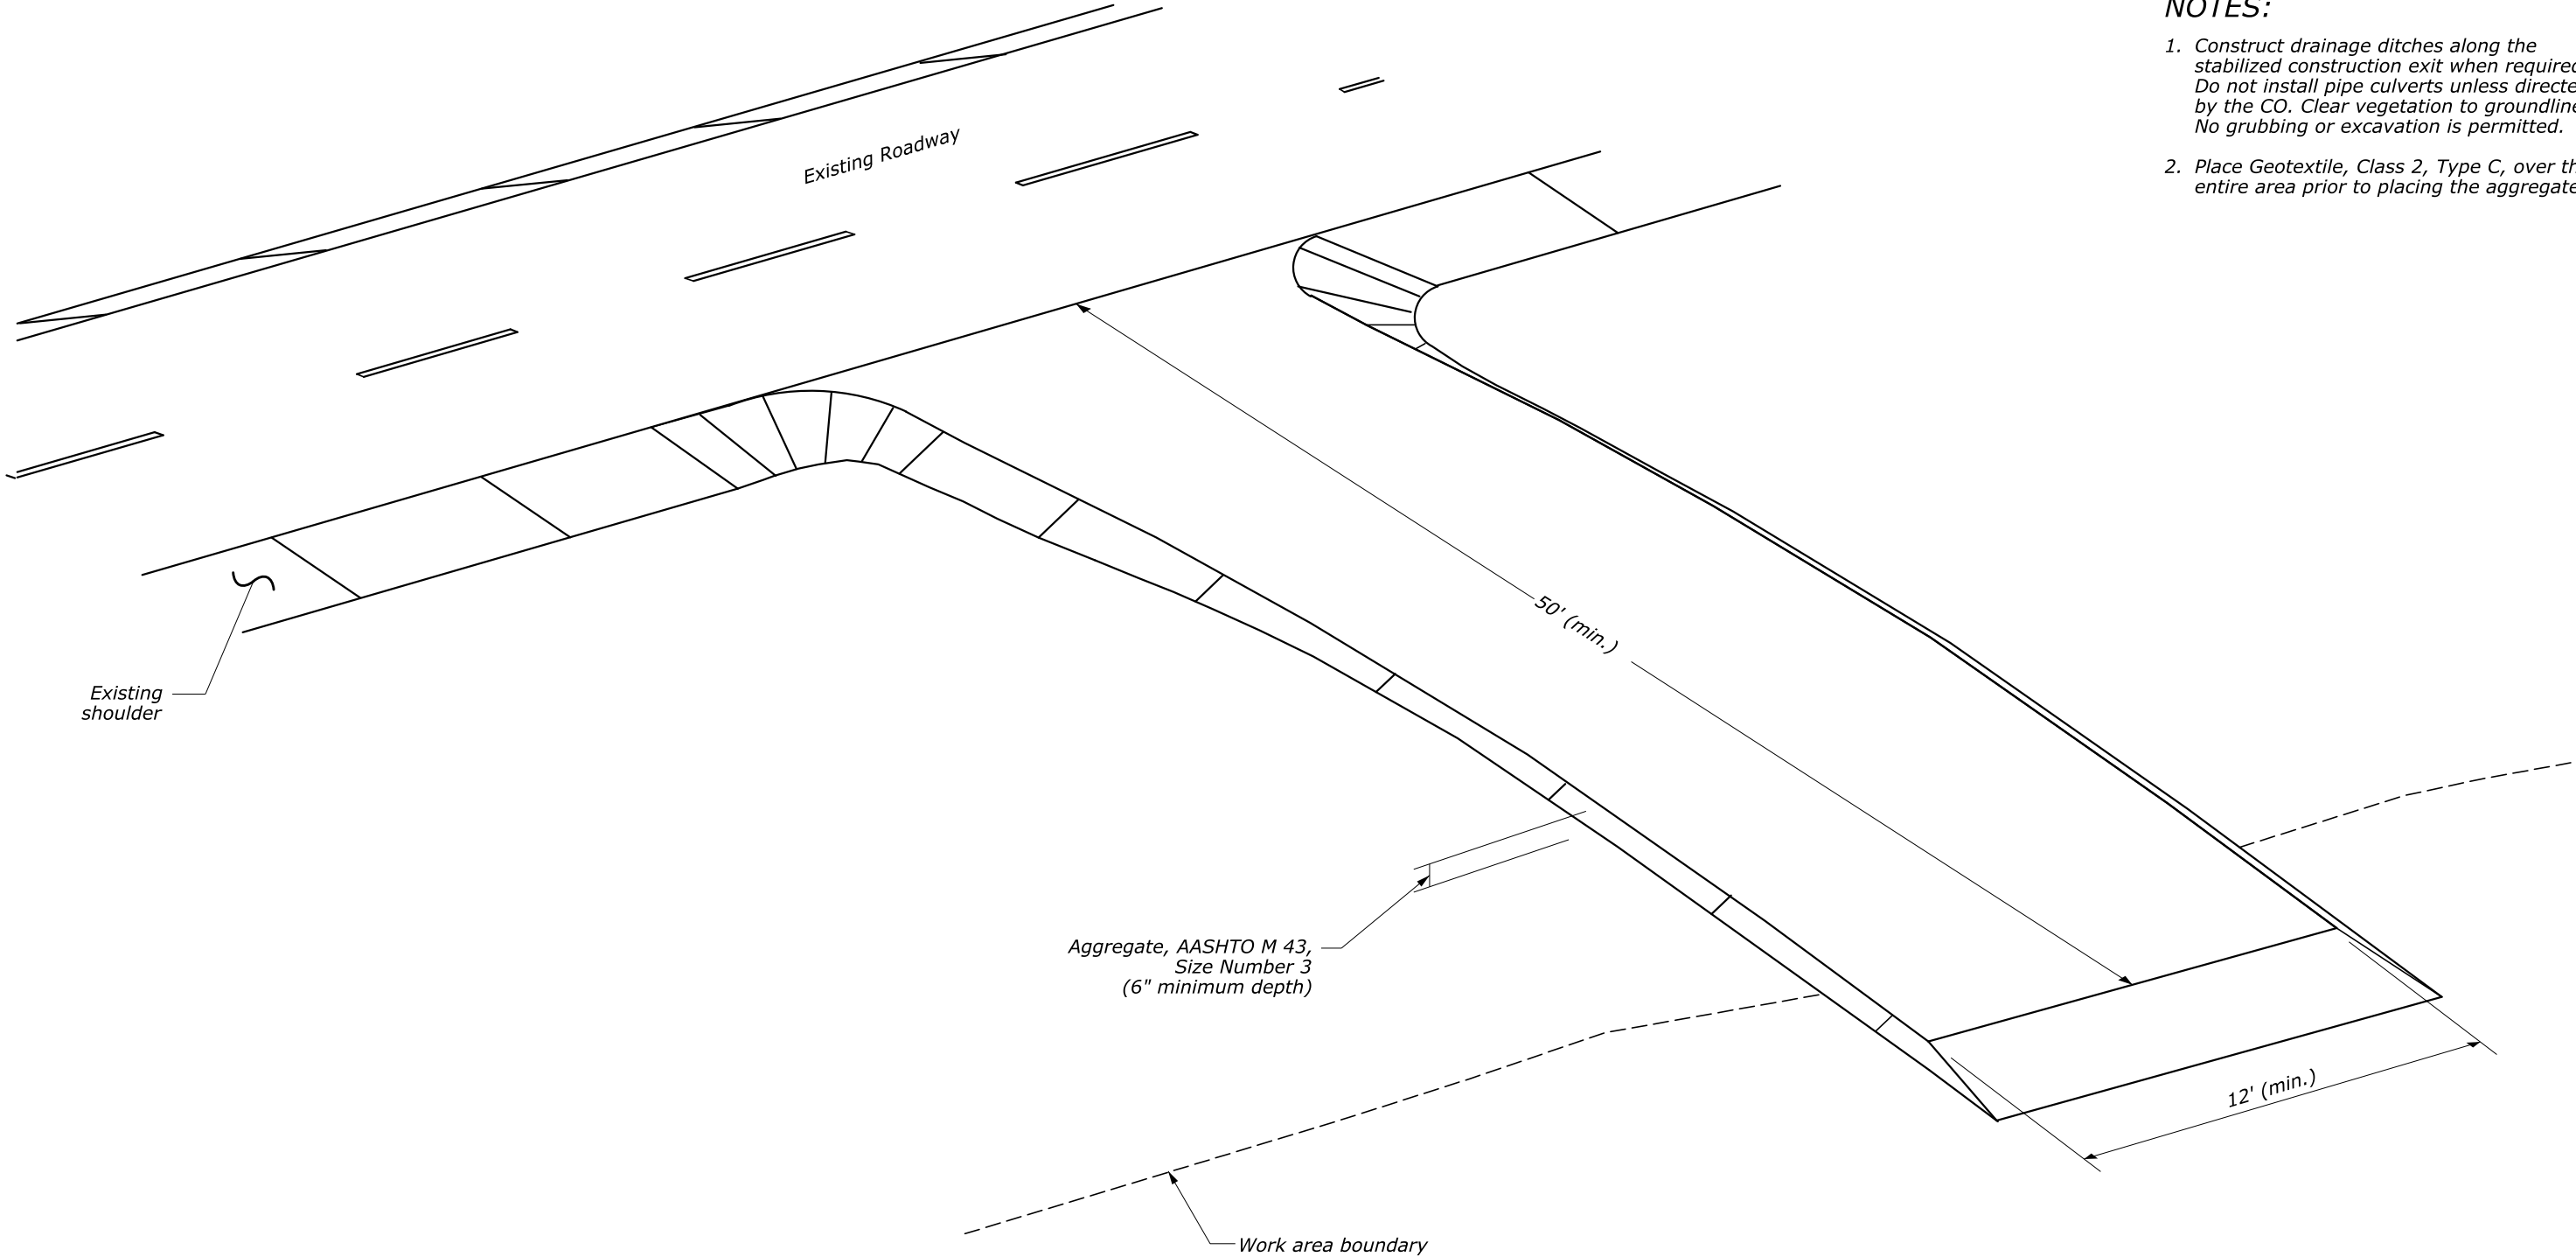 NOTES:
1. Construct drainage ditches along the
stabilized construction exit when required
Do not install pipe culverts unless directe
by the CO. Clear vegetation to groundline
No grubbing or excavation is permitted.
2. Place Geotextile, Class 2, Type C, over th
entire area prior to placing the aggregate
Existing Roadway
50' (min.)
Existing
shoulder
Aggregate, AASHTO M 43,
Size Number 3
(6" minimum depth)
12' (min.)
Work area boundary